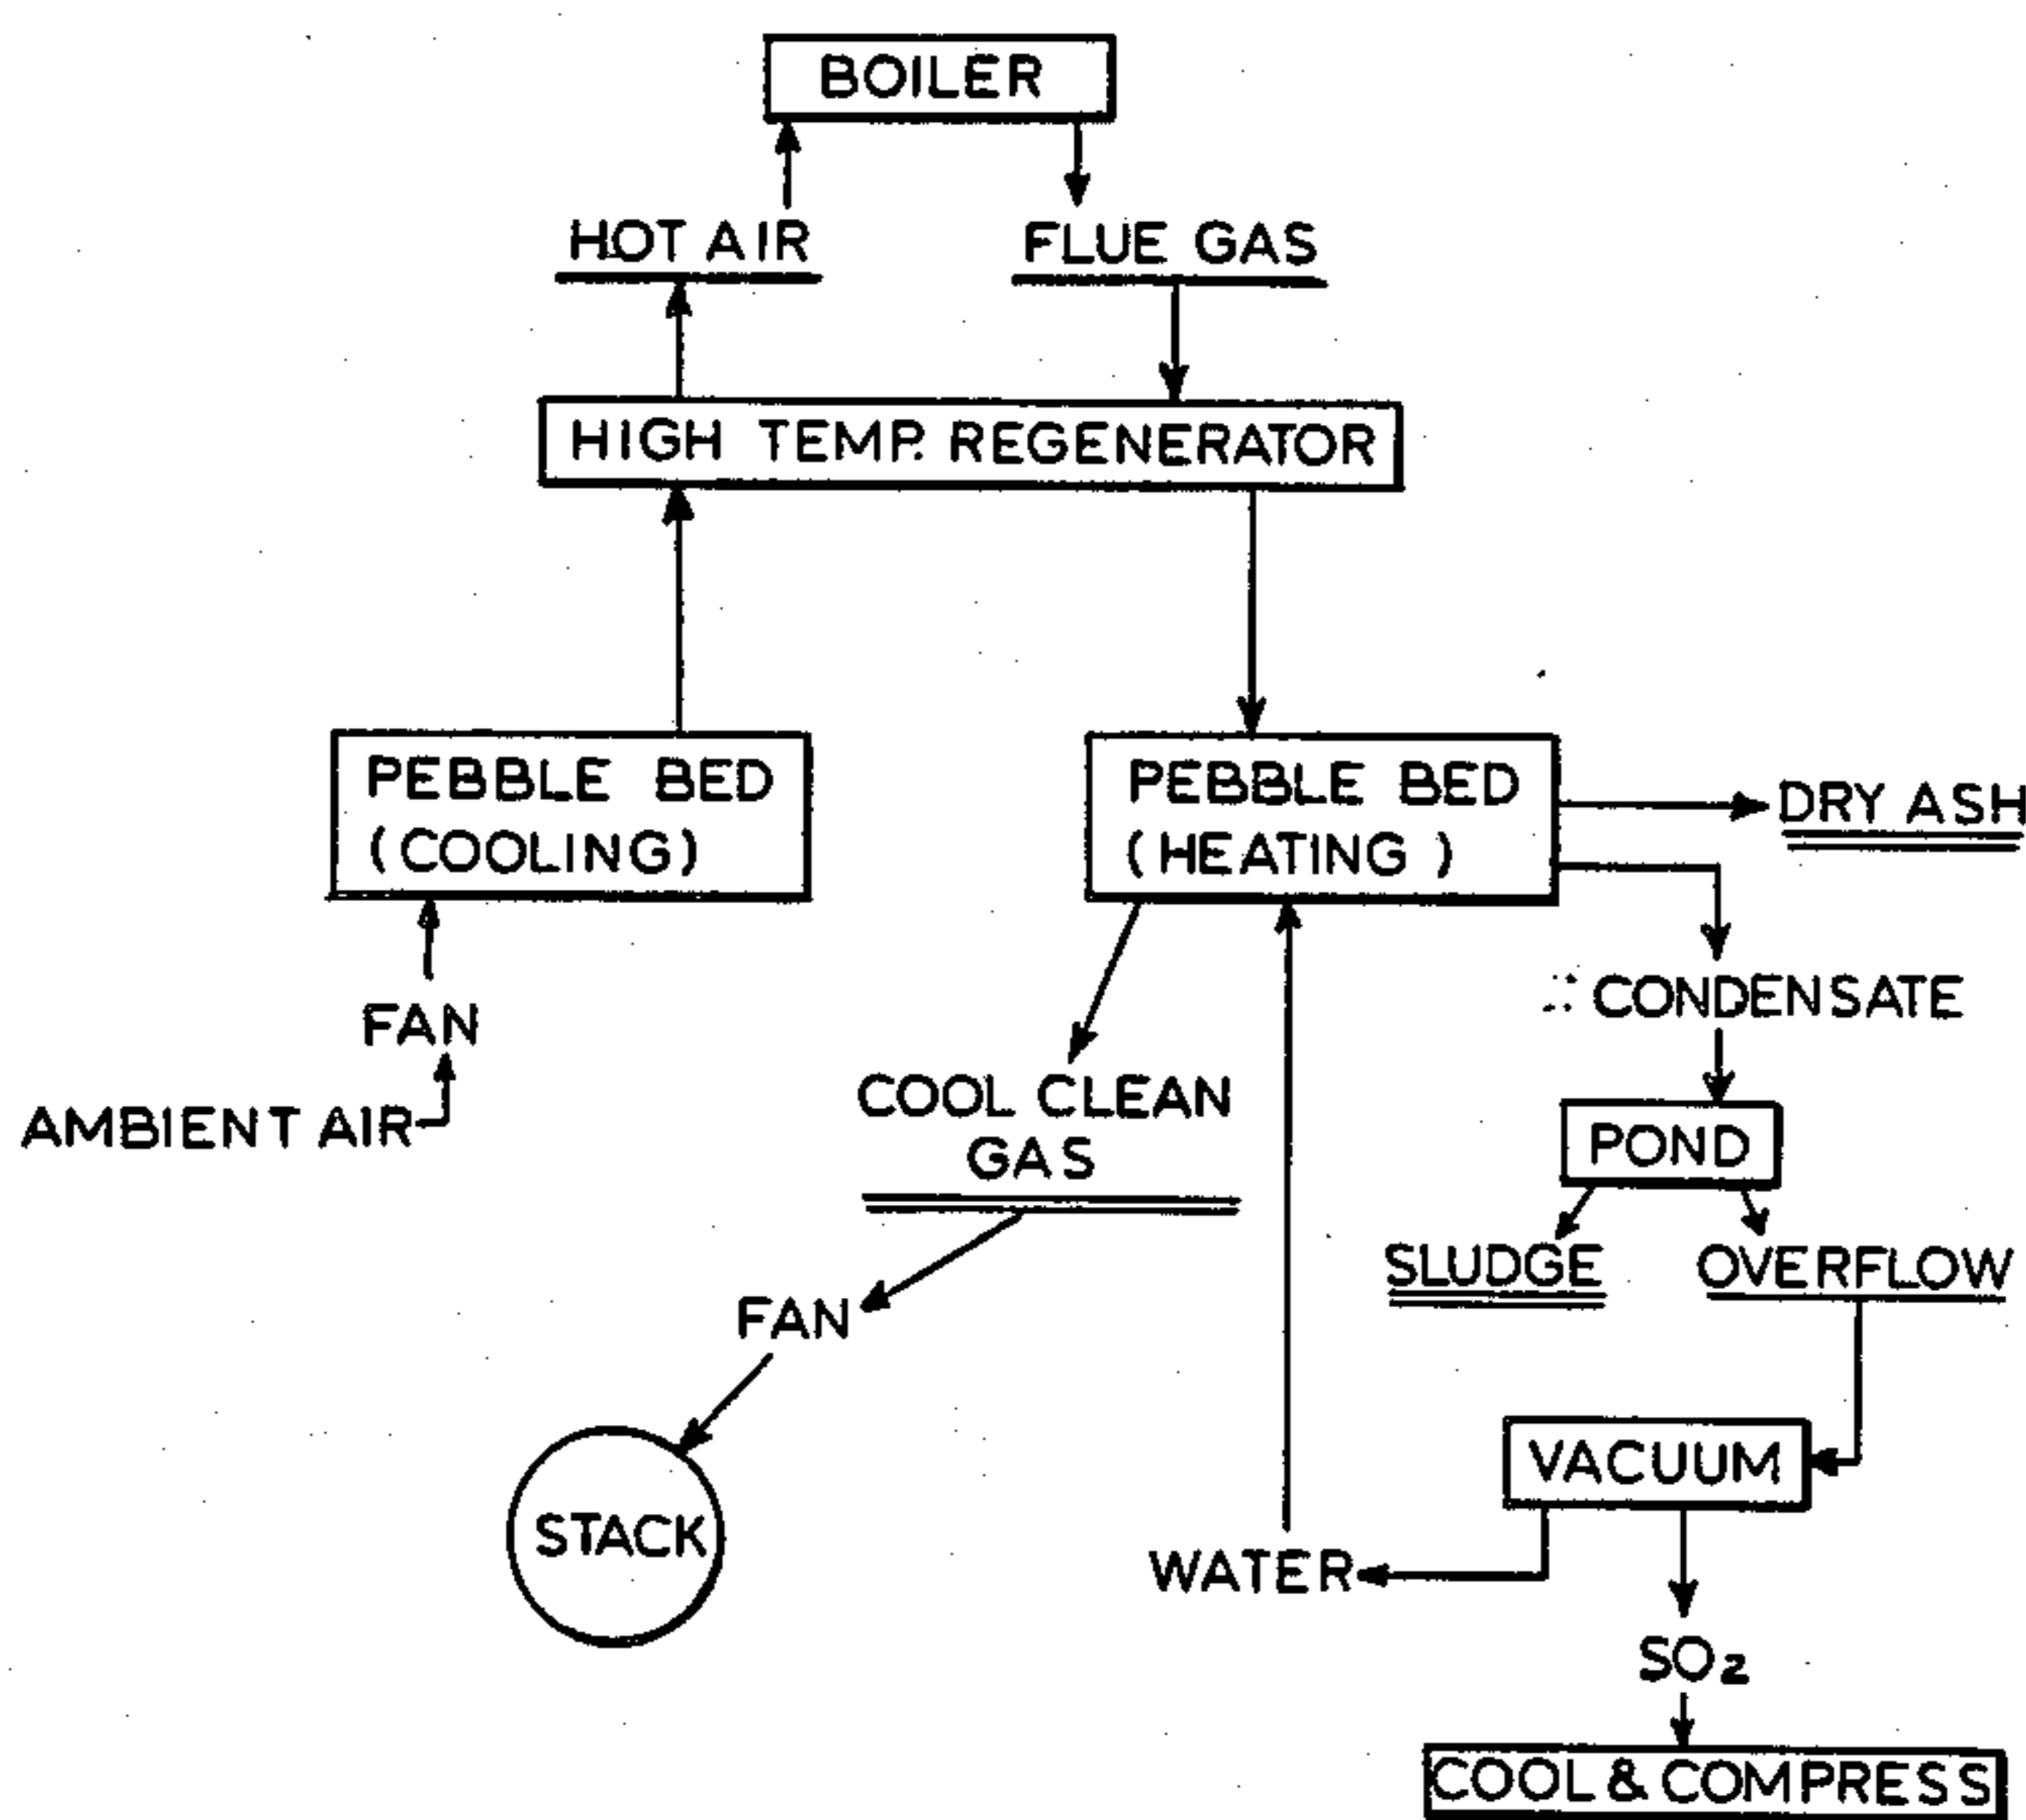 BOILER
HOT AIR
FLUE GAS
HIGH TEMP. REGENERATOR
PEBBLE BED
(COOLING)
PEBBLE BED
(HEATING)
DRY ASH
FAN
AMBIENT AIR
COOL CLEAN
GAS
CONDENSATE
POND
SLUDGE
OVERFLOW
FAN
STACK
VACUUM
WATER
SO₂
COOL & COMPRESS